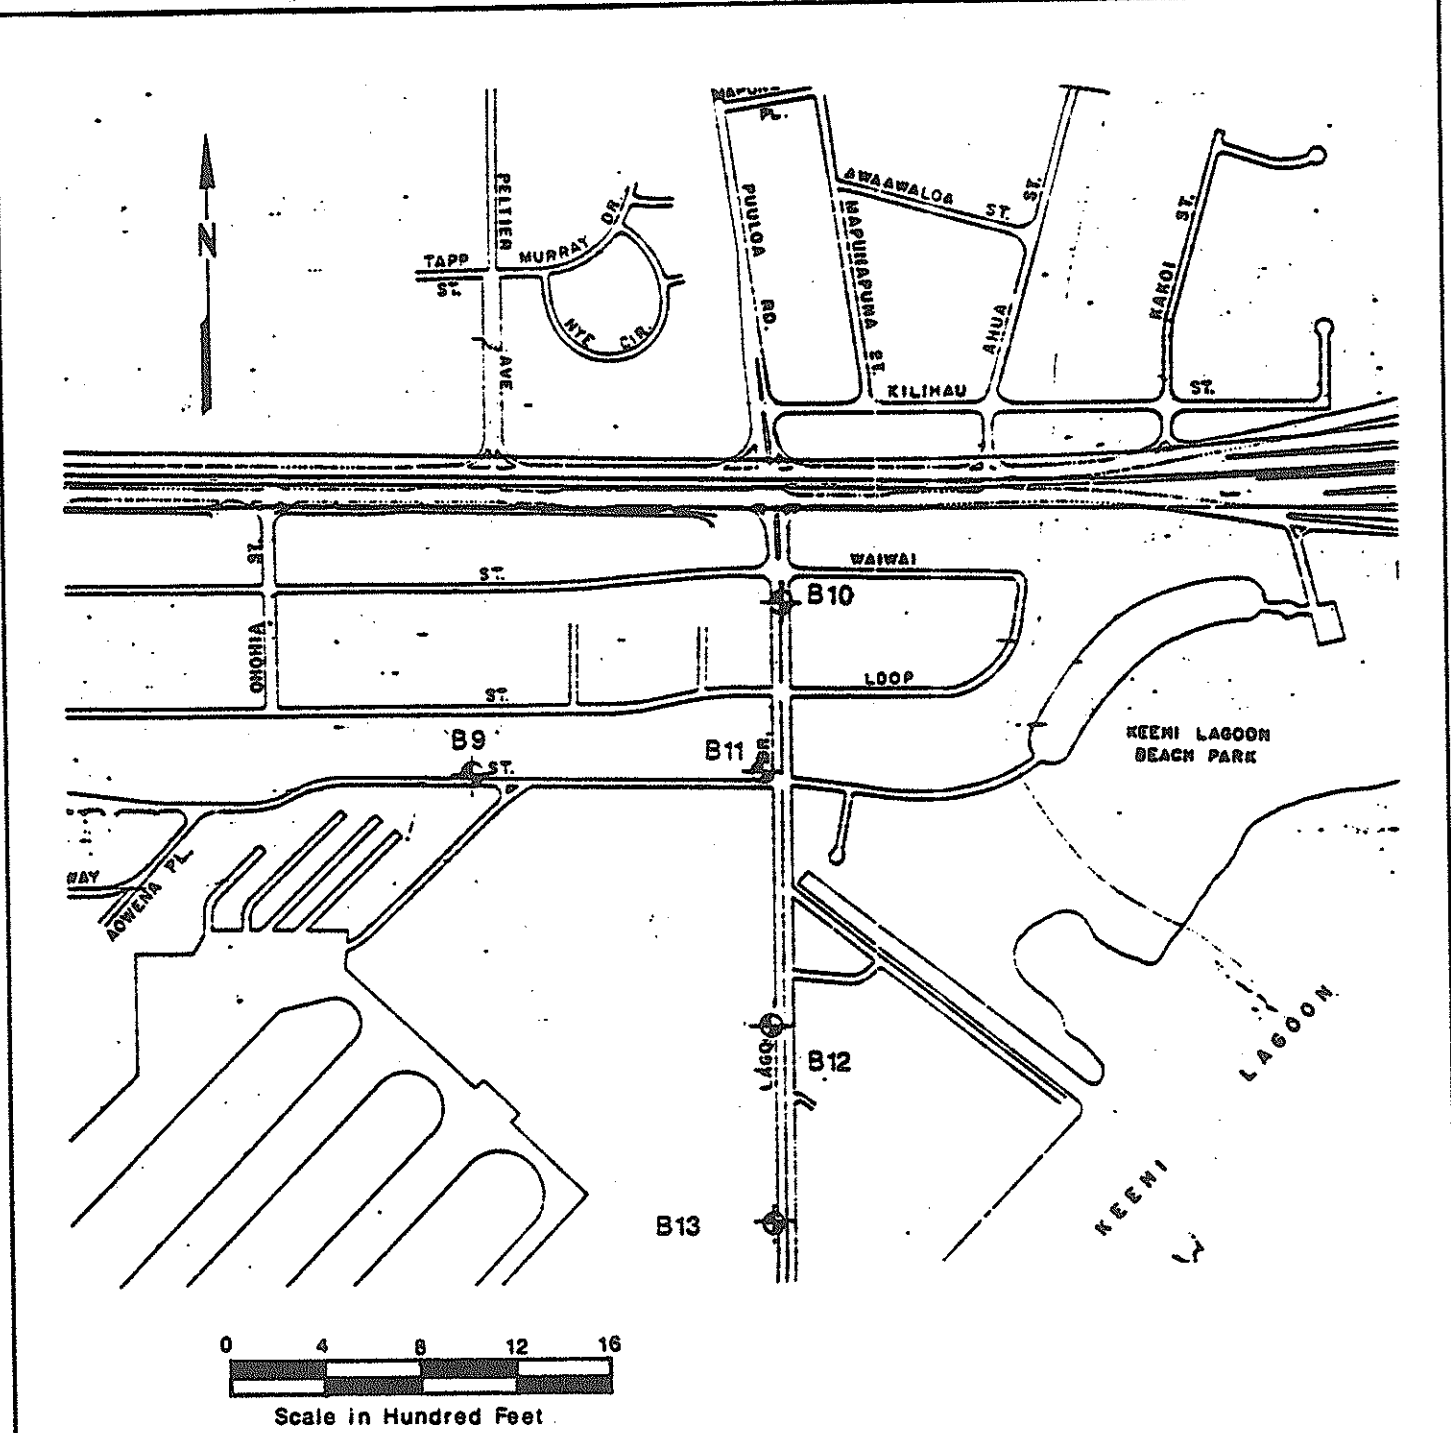 PL.
N
PELTIER
AVE.
TAPP
ST.
MURRAY
DR.
NYE CIR.
PUULOA
RD.
MAPUNAPUNA
ST.
AWAAWALOA
ST.
ST.
AHUA
KAKOI
ST.
KILIHAU
ST.
ST.
OHOHIA
ST.
WAIWAI
B10
ST.
LOOP
KEEHI LAGOON
BEACH PARK
B9
ST.
B11
DR.
WAY
AOWENA PL.
LAGO
B12
B13
KEEHI
LAGOON
0 4 8 12 16
Scale in Hundred Feet